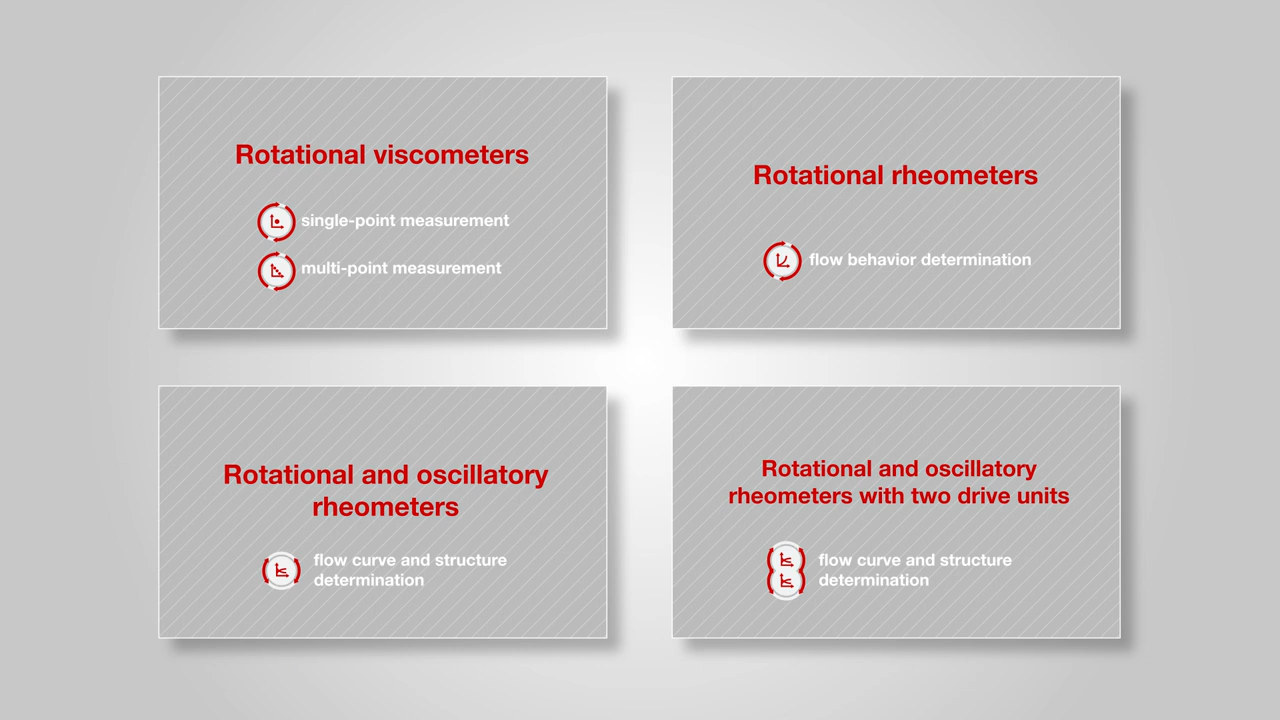 Rotational viscometers
single-point measurement
multi-point measurement
Rotational rheometers
flow behavior determination
Rotational and oscillatory
rheometers
flow curve and structure
determination
Rotational and oscillatory
rheometers with two drive units
flow curve and structure
determination